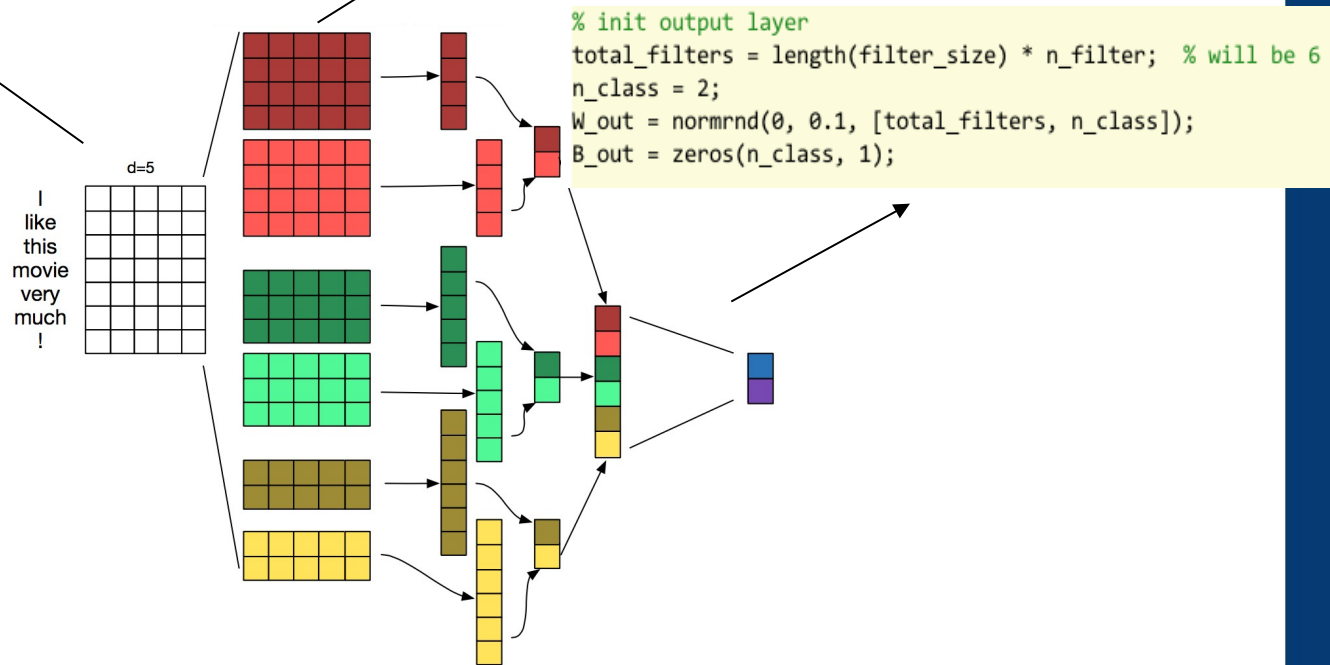 % init output layer
total_filters = length(filter_size) * n_filter;  % will be 6
n_class = 2;
W_out = normrnd(0, 0.1, [total_filters, n_class]);
B_out = zeros(n_class, 1);
d=5
I
like
this
movie
very
much
!